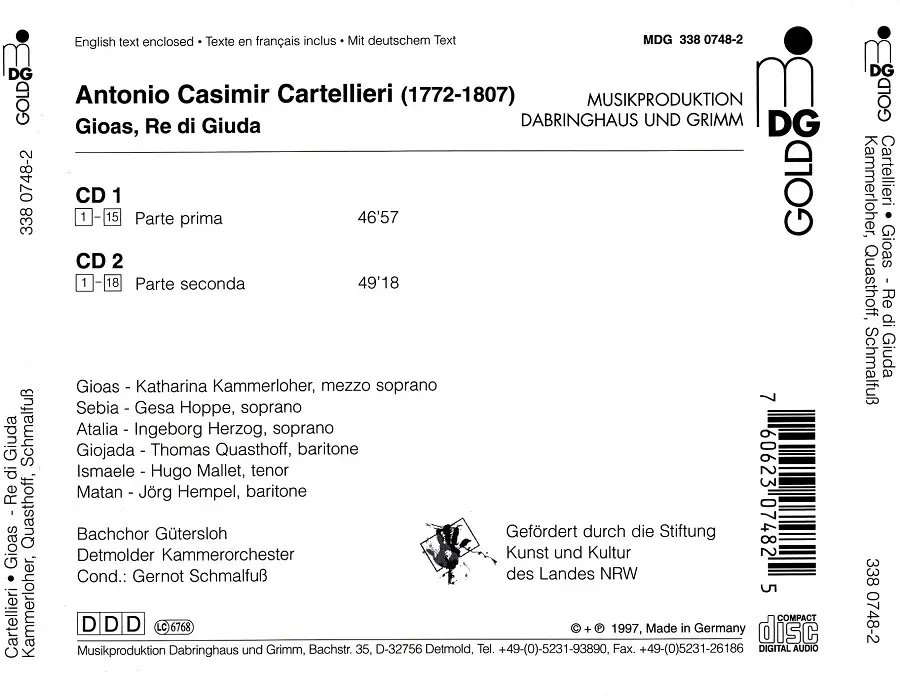 English text enclosed • Texte en français inclus • Mit deutschem Text
MDG 338 0748-2
Antonio Casimir Cartellieri (1772-1807)
Gioas, Re di Giuda
MUSIKPRODUKTION
DABRINGHAUS UND GRIMM
mDG
GOLD
CD 1
1-15 Parte prima 46'57
CD 2
1-18 Parte seconda 49'18
Gioas - Katharina Kammerloher, mezzo soprano
Sebia - Gesa Hoppe, soprano
Atalia - Ingeborg Herzog, soprano
Giojada - Thomas Quasthoff, baritone
Ismaele - Hugo Mallet, tenor
Matan - Jörg Hempel, baritone
Bachchor Gütersloh
Detmolder Kammerorchester
Cond.: Gernot Schmalfuß
Gefördert durch die Stiftung
Kunst und Kultur
des Landes NRW
DDD LC 6768
© + ℗ 1997, Made in Germany
Musikproduktion Dabringhaus und Grimm, Bachstr. 35, D-32756 Detmold, Tel. +49-(0)-5231-93890, Fax. +49-(0)5231-26186
COMPACT
disc
DIGITAL AUDIO
7 60623 07482 5
mDG
GOLD
338 0748-2
Cartellieri • Gioas - Re di Giuda
Kammerloher, Quasthoff, Schmalfuß
mDG
GOLD
Cartellieri • Gioas - Re di Giuda
Kammerloher, Quasthoff, Schmalfuß
338 0748-2